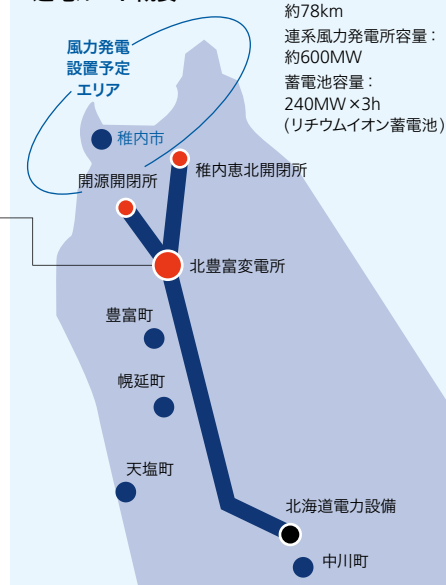 約78km
連系風力発電所容量：
約600MW
蓄電池容量：
240MW×3h
(リチウムイオン蓄電池)
風力発電
設置予定
エリア
稚内市
開源開閉所
稚内恵北開閉所
北豊富変電所
豊富町
幌延町
天塩町
北海道電力設備
中川町